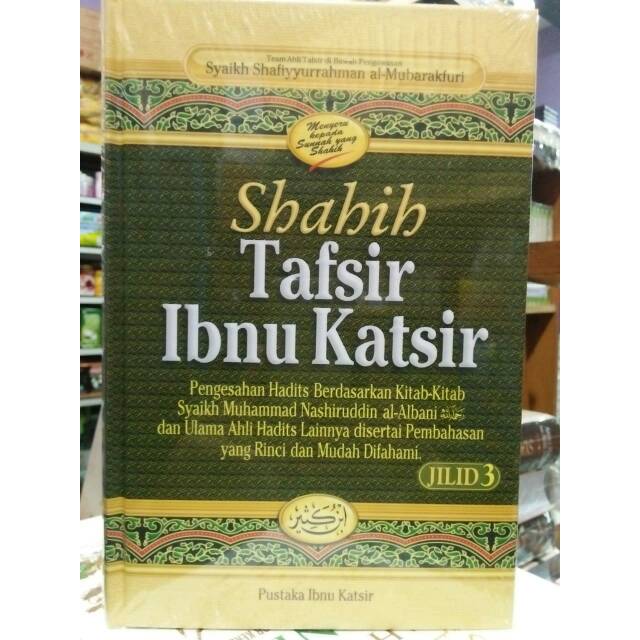 Team Ahli Tafsir di Bawah Pengawasan
Syaikh Shafiyyurrahman al-Mubarakfuri
Menyeru
kepada
Sunnah yang
Shahih
Shahih
Tafsir
Ibnu Katsir
Pengesahan Hadits Berdasarkan Kitab-Kitab
Syaikh Muhammad Nashiruddin al-Albani
dan Ulama Ahli Hadits Lainnya disertai Pembahasan
yang Rinci dan Mudah Difahami.
JILID 3
ابن كثير
Pustaka Ibnu Katsir